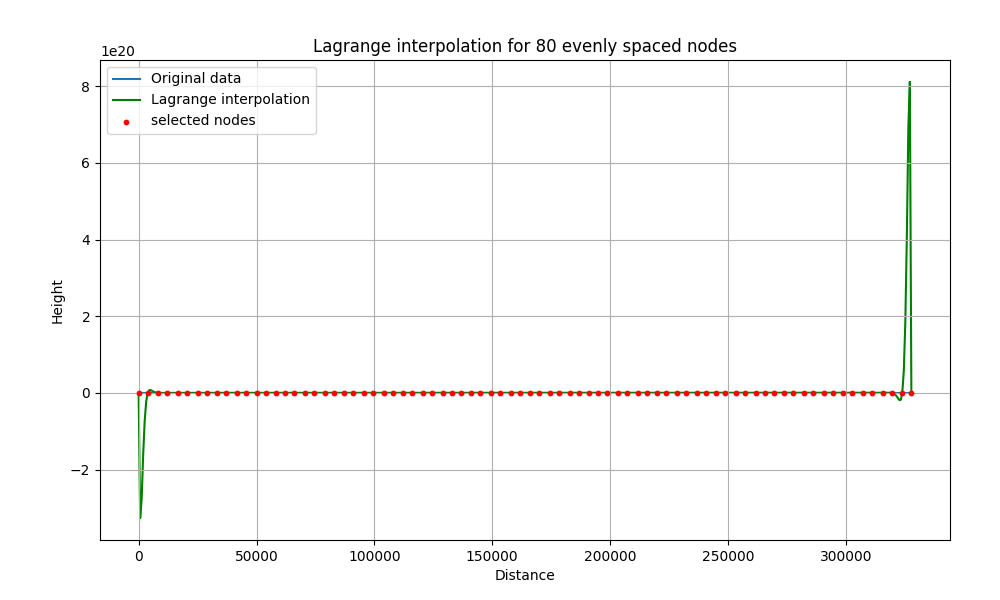 Lagrange interpolation for 80 evenly spaced nodes
1e20
Original data
Lagrange interpolation
selected nodes
8
6
4
2
0
−2
Height
0 50000 100000 150000 200000 250000 300000
Distance